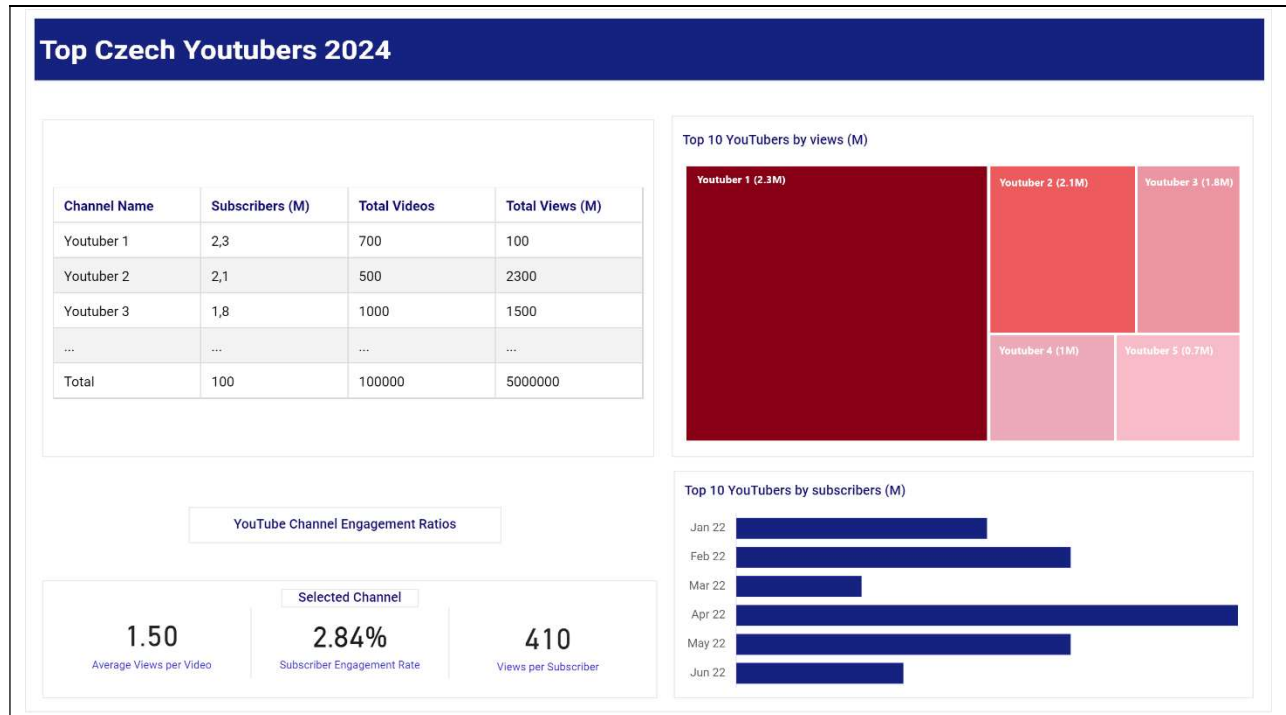 Top Czech Youtubers 2024
Channel Name Subscribers (M) Total Videos Total Views (M)
Youtuber 1 2,3 700 100
Youtuber 2 2,1 500 2300
Youtuber 3 1,8 1000 1500
... ... ... ...
Total 100 100000 5000000
Top 10 YouTubers by views (M)
Youtuber 1 (2.3M)
Youtuber 2 (2.1M)
Youtuber 3 (1.8M)
Youtuber 4 (1M)
Youtuber 5 (0.7M)
YouTube Channel Engagement Ratios
Selected Channel
1.50
Average Views per Video
2.84%
Subscriber Engagement Rate
410
Views per Subscriber
Top 10 YouTubers by subscribers (M)
Jan 22
Feb 22
Mar 22
Apr 22
May 22
Jun 22